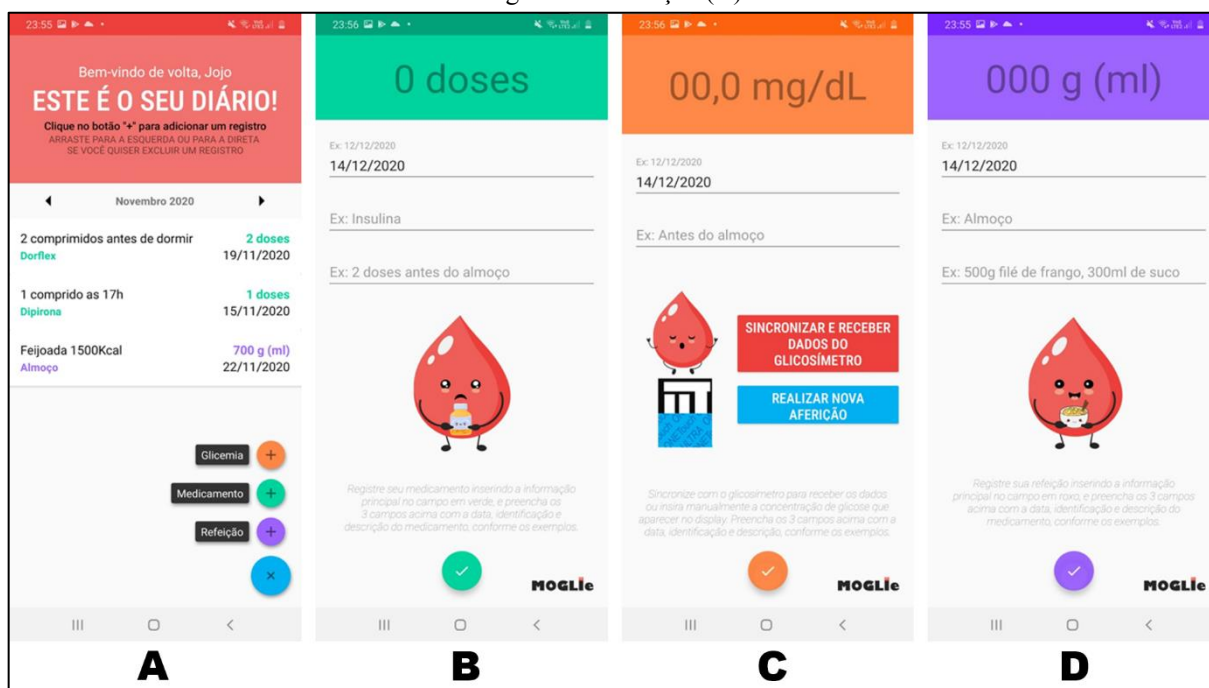 23:55
Bem-vindo de volta, Jojo
ESTE É O SEU DIÁRIO!
Clique no botão "+" para adicionar um registro
ARRASTE PARA A ESQUERDA OU PARA A DIRETA
SE VOCÊ QUISER EXCLUIR UM REGISTRO
Novembro 2020
2 comprimidos antes de dormir 2 doses
Dorflex 19/11/2020
1 comprido as 17h 1 doses
Dipirona 15/11/2020
Feijoada 1500Kcal 700 g (ml)
Almoço 22/11/2020
Glicemia +
Medicamento +
Refeição +
×
A
23:56
0 doses
Ex: 12/12/2020
14/12/2020
Ex: Insulina
Ex: 2 doses antes do almoço
Registre seu medicamento inserindo a informação
principal no campo em verde, e preencha os
3 campos acima com a data, identificação e
descrição do medicamento, conforme os exemplos.
MOGLIe
B
23:56
00,0 mg/dL
Ex: 12/12/2020
14/12/2020
Ex: Antes do almoço
SINCRONIZAR E RECEBER
DADOS DO
GLICOSÍMETRO
REALIZAR NOVA
AFERIÇÃO
Sincronize com o glicosímetro para receber os dados
ou insira manualmente a concentração de glicose que
aparecer no display. Preencha os 3 campos acima com a
data, identificação e descrição, conforme os exemplos.
MOGLIe
C
23:55
000 g (ml)
Ex: 12/12/2020
14/12/2020
Ex: Almoço
Ex: 500g filé de frango, 300ml de suco
Registre sua refeição inserindo a informação
principal no campo em roxo, e preencha os 3 campos
acima com a data, identificação e descrição do
medicamento, conforme os exemplos.
MOGLIe
D